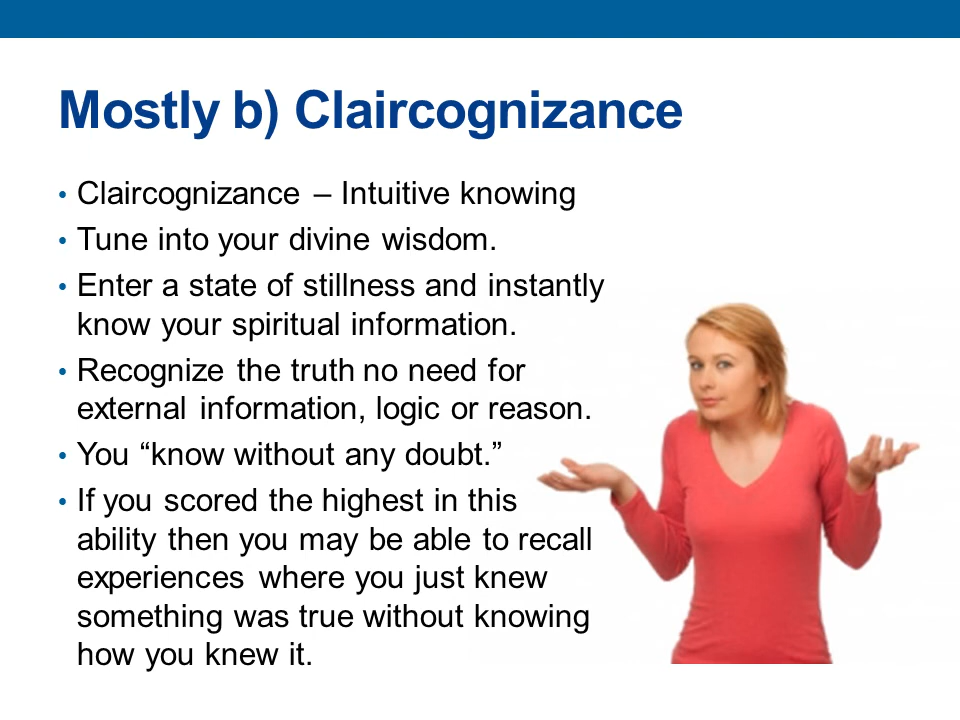 Mostly b) Claircognizance
• Claircognizance – Intuitive knowing
• Tune into your divine wisdom.
• Enter a state of stillness and instantly
know your spiritual information.
• Recognize the truth no need for
external information, logic or reason.
• You “know without any doubt.”
• If you scored the highest in this
ability then you may be able to recall
experiences where you just knew
something was true without knowing
how you knew it.